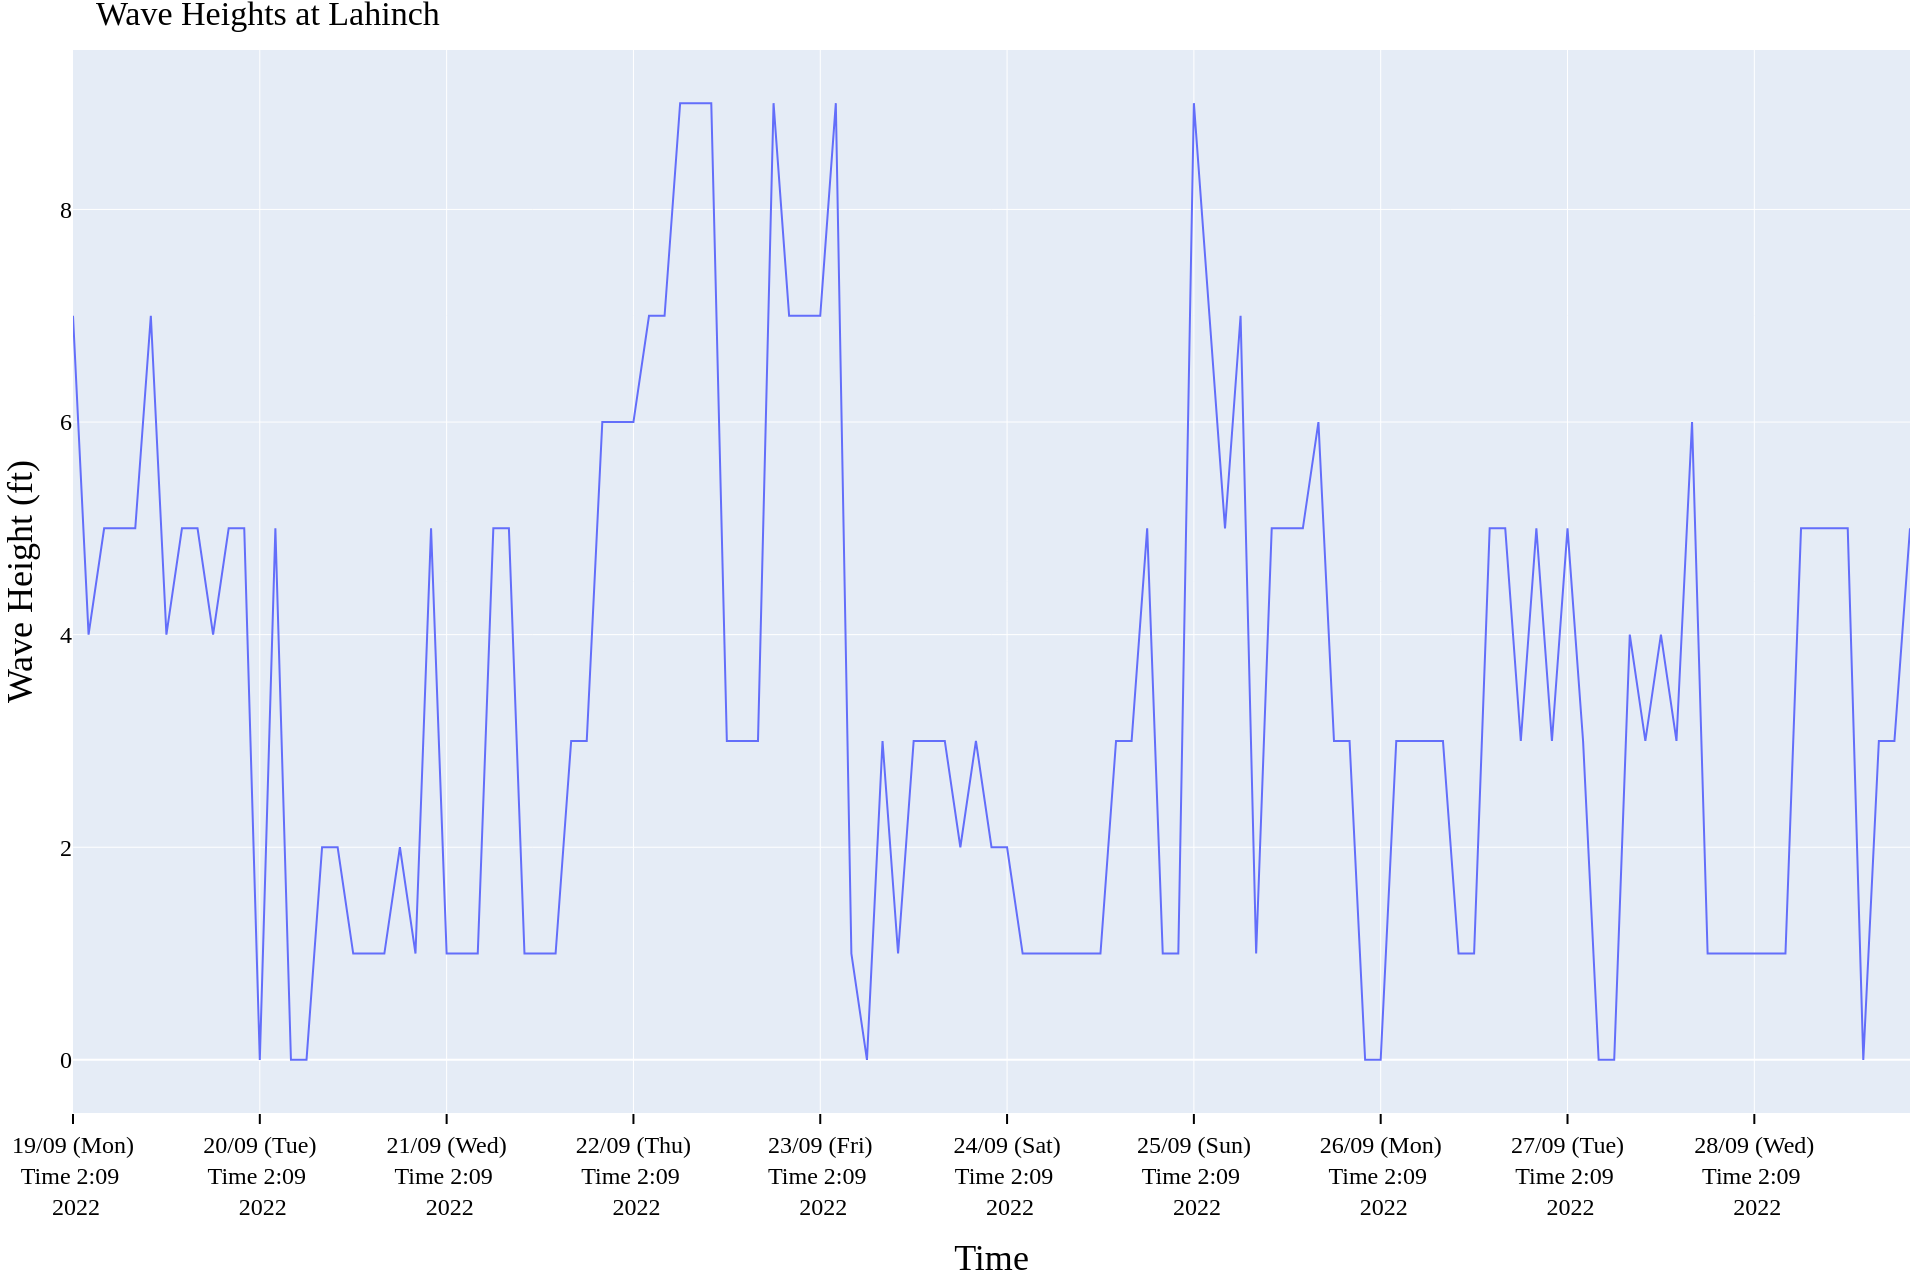 Wave Heights at Lahinch
Wave Height (ft)
8
6
4
2
0
19/09 (Mon)
Time 2:09
2022
20/09 (Tue)
Time 2:09
2022
21/09 (Wed)
Time 2:09
2022
22/09 (Thu)
Time 2:09
2022
23/09 (Fri)
Time 2:09
2022
24/09 (Sat)
Time 2:09
2022
25/09 (Sun)
Time 2:09
2022
26/09 (Mon)
Time 2:09
2022
27/09 (Tue)
Time 2:09
2022
28/09 (Wed)
Time 2:09
2022
Time